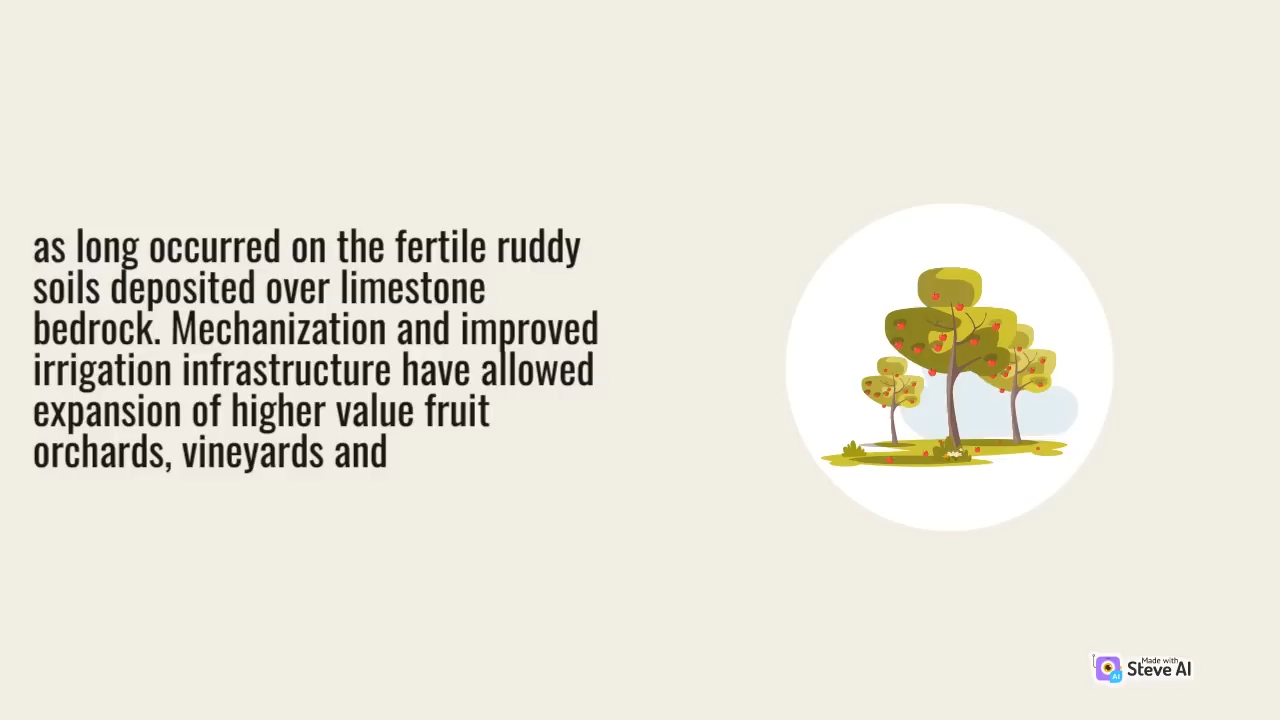 as long occurred on the fertile ruddy
soils deposited over limestone
bedrock. Mechanization and improved
irrigation infrastructure have allowed
expansion of higher value fruit
orchards, vineyards and
Made with
Steve AI
AI